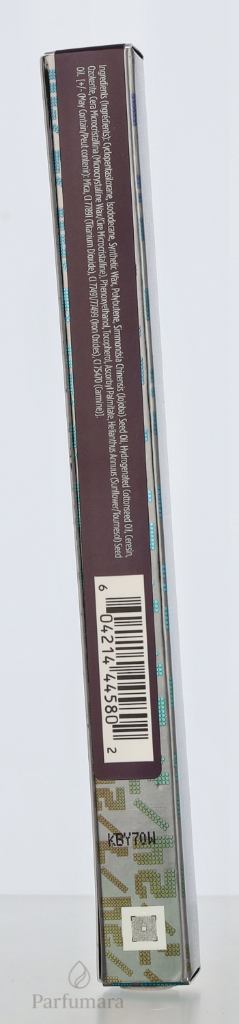 Ingredients (Ingrédients): Cyclopentasiloxane, Isododecane, Synthetic Wax, Polybutene, Simmondsia Chinensis (Jojoba) Seed Oil, Hydrogenated Cottonseed Oil, Ceresin,
Ozokerite, Cera Microcristallina (Microcrystalline Wax/Cire Microcristalline), Phenoxyethanol, Tocopherol, Ascorbyl Palmitate, Helianthus Annuus (Sunflower/Tournesol) Seed
Oil, [+/- (May Contain/Peut contenir): Mica, CI 77891 (Titanium Dioxide), CI 77491/77499 (Iron Oxides), CI 75470 (Carmine)].
6 04214 44580 2
KBY70W
Parfumara